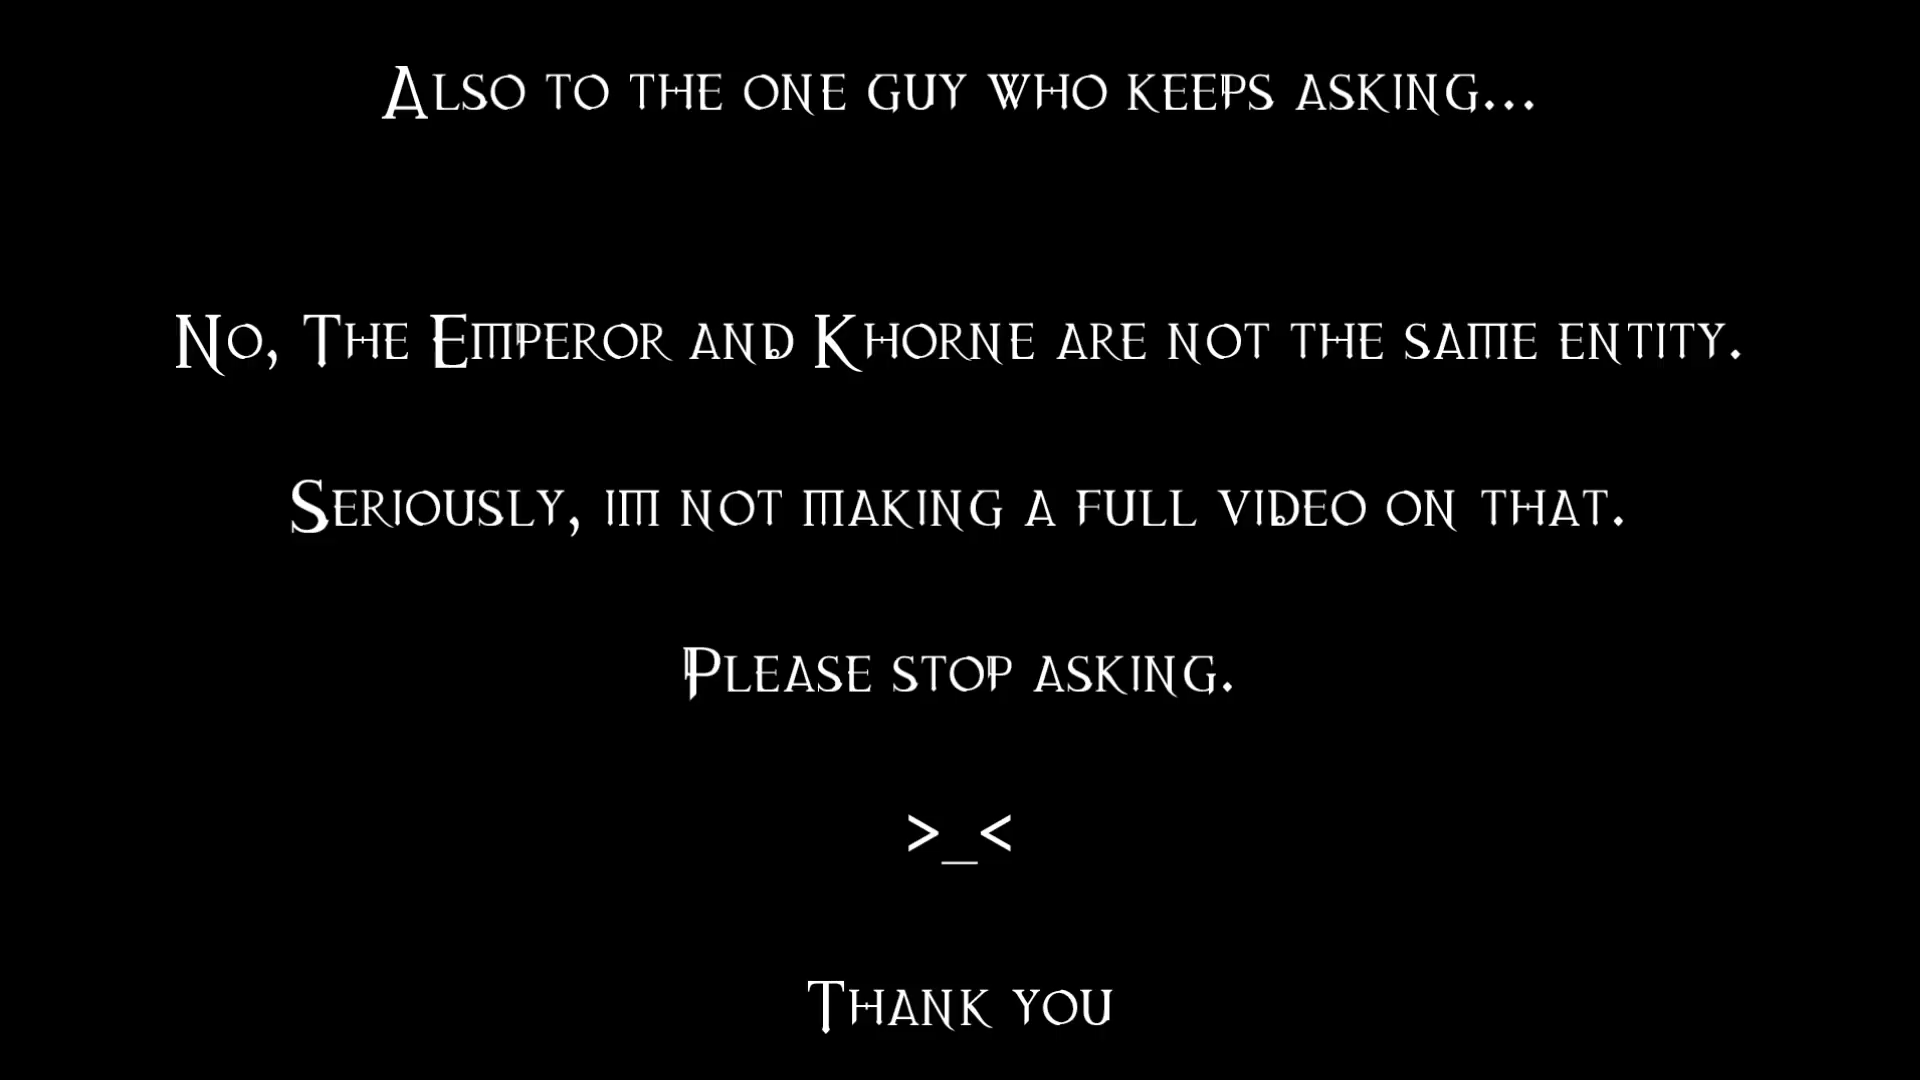 Also to the one guy who keeps asking...
No, The Emperor and Khorne are not the same entity.
Seriously, im not making a full video on that.
Please stop asking.
>_<
Thank you